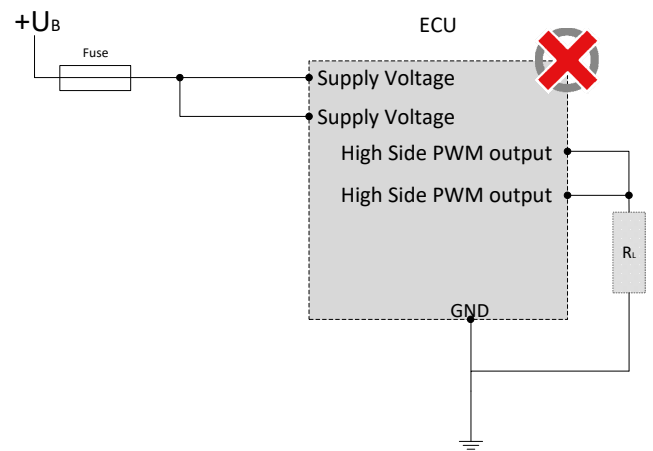 +UB
ECU
Fuse
Supply Voltage
Supply Voltage
High Side PWM output
High Side PWM output
RL
GND